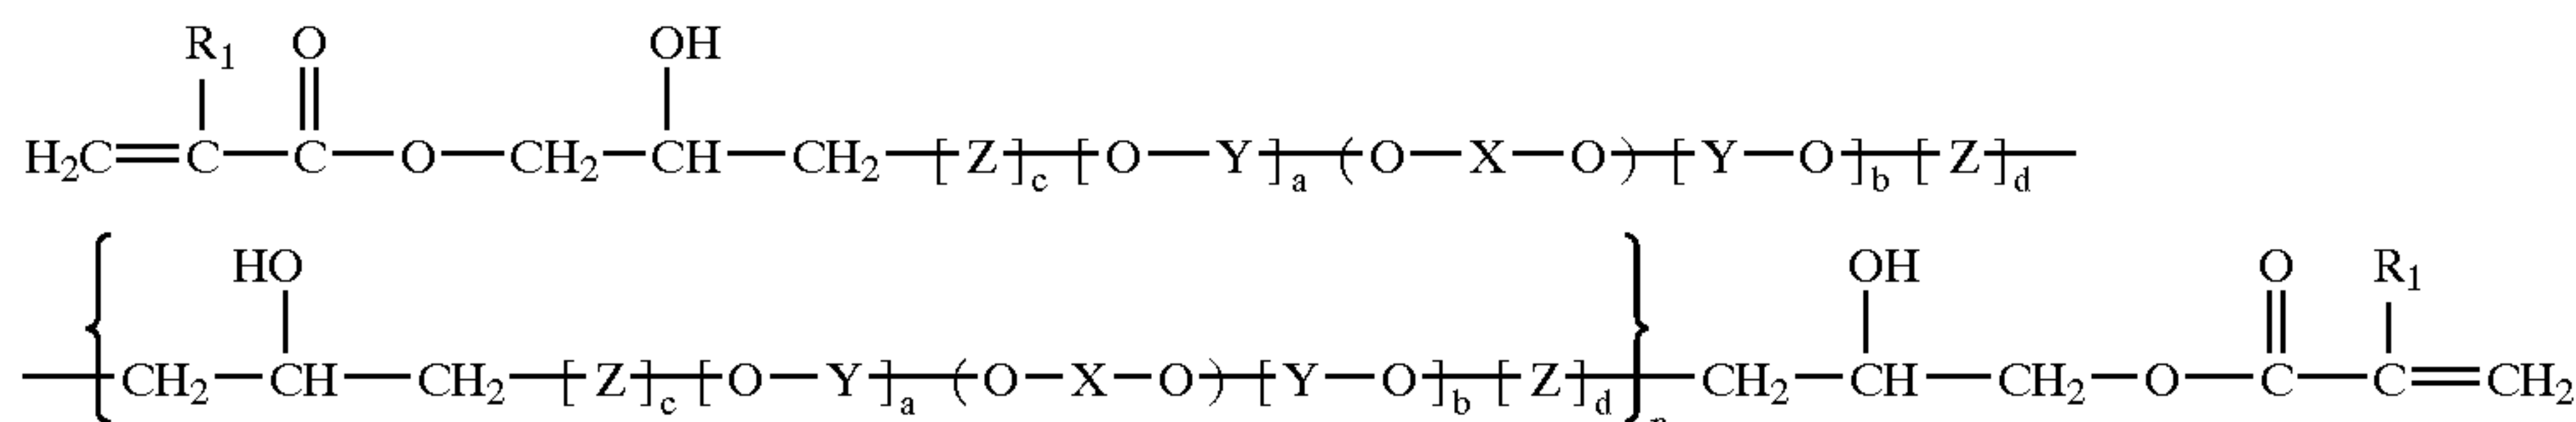 R1 O OH
H2C=C—C—O—CH2—CH—CH2—[Z]c[O—Y]a(O—X—O)[Y—O]b[Z]d—
HO OH O R1
—{CH2—CH—CH2—[Z]c[O—Y]a(O—X—O)[Y—O]b[Z]d}—CH2—CH—CH2—O—C—C=CH2